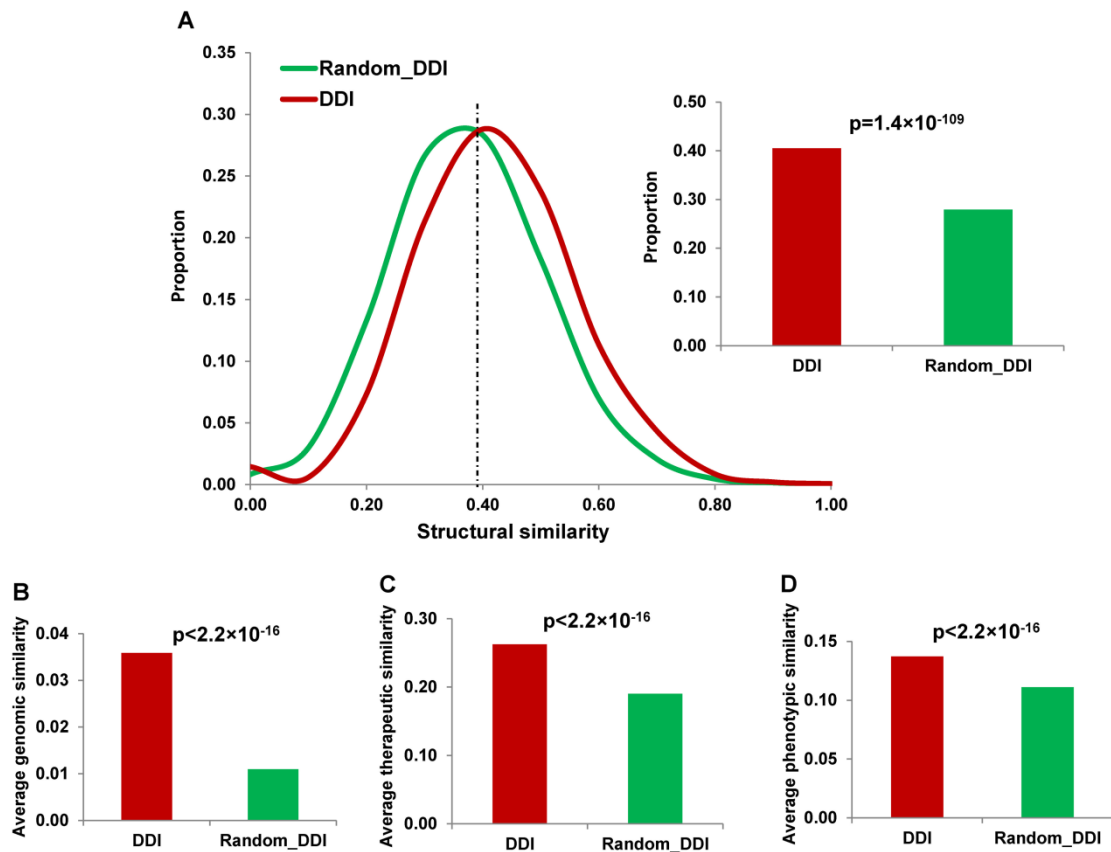 A
Random_DDI
DDI
0.35
0.30
0.25
0.20
0.15
0.10
0.05
0.00
Proportion
0.00 0.20 0.40 0.60 0.80 1.00
Structural similarity
p=1.4×10-109
0.50
0.40
0.30
0.20
0.10
0.00
Proportion
DDI Random_DDI
B
p<2.2×10-16
0.04
0.03
0.02
0.01
0.00
Average genomic similarity
DDI Random_DDI
C
p<2.2×10-16
0.30
0.20
0.10
0.00
Average therapeutic similarity
DDI Random_DDI
D
p<2.2×10-16
0.15
0.10
0.05
0.00
Average phenotypic similarity
DDI Random_DDI